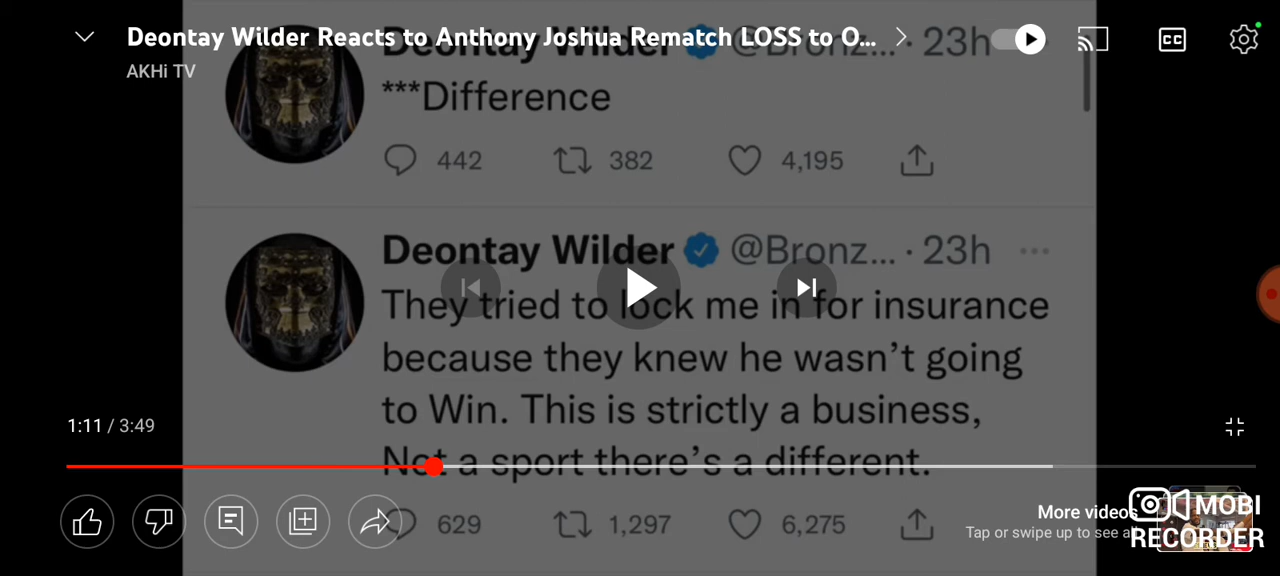 Deontay Wilder Reacts to Anthony Joshua Rematch LOSS to O...
AKHi TV
Deontay Wilder @Bronz... · 23h
***Difference
442 382 4,195
Deontay Wilder @Bronz... · 23h ...
They tried to lock me in for insurance
because they knew he wasn't going
to Win. This is strictly a business,
Not a sport there's a different.
1:11 / 3:49
629 1,297 6,275
More videos
Tap or swipe up to see all
CC
MOBI
RECORDER